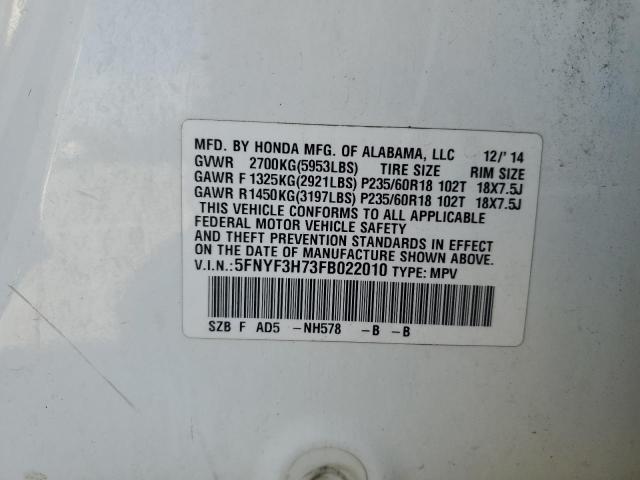 MFD. BY HONDA MFG. OF ALABAMA, LLC 12/'14
GVWR 2700KG(5953LBS) TIRE SIZE RIM SIZE
GAWR F 1325KG(2921LBS) P235/60R18 102T 18X7.5J
GAWR R1450KG(3197LBS) P235/60R18 102T 18X7.5J
THIS VEHICLE CONFORMS TO ALL APPLICABLE
FEDERAL MOTOR VEHICLE SAFETY
AND THEFT PREVENTION STANDARDS IN EFFECT
ON THE DATE OF MANUFACTURE SHOWN ABOVE.
V.I.N.:5FNYF3H73FB022010 TYPE: MPV
SZB F AD5 -NH578 -B -B